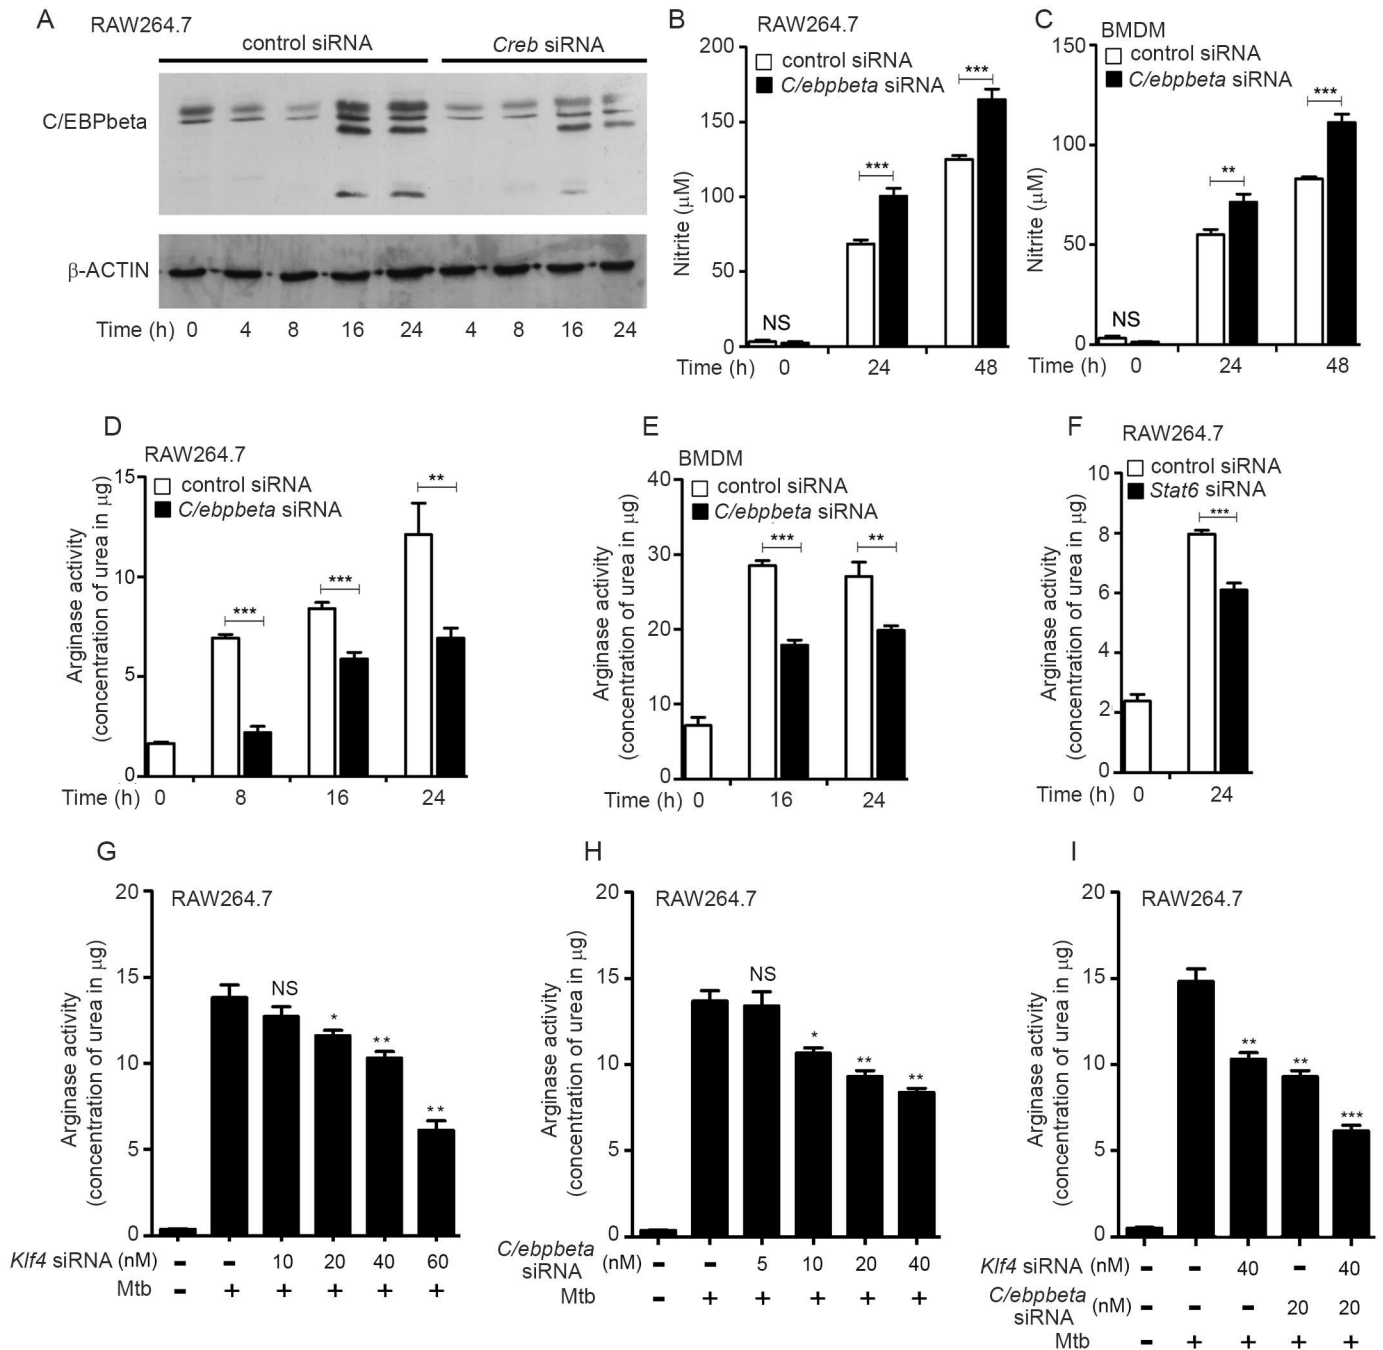 A
RAW264.7
control siRNA
Creb siRNA
C/EBPbeta
β-ACTIN
Time (h) 0 4 8 16 24 4 8 16 24
B
RAW264.7
control siRNA
C/ebpbeta siRNA
Nitrite (μM)
200
150
100
50
0
NS
***
***
Time (h) 0 24 48
C
BMDM
control siRNA
C/ebpbeta siRNA
Nitrite (μM)
150
100
50
0
NS
**
***
Time (h) 0 24 48
D
RAW264.7
control siRNA
C/ebpbeta siRNA
Arginase activity
(concentration of urea in μg)
15
10
5
0
***
***
**
Time (h) 0 8 16 24
E
BMDM
control siRNA
C/ebpbeta siRNA
Arginase activity
(concentration of urea in μg)
40
30
20
10
0
***
**
Time (h) 0 16 24
F
RAW264.7
control siRNA
Stat6 siRNA
Arginase activity
(concentration of urea in μg)
10
8
6
4
2
0
***
Time (h) 0 24
G
RAW264.7
Arginase activity
(concentration of urea in μg)
20
15
10
5
0
NS
*
**
**
Klf4 siRNA (nM) - - 10 20 40 60
Mtb - + + + + +
H
RAW264.7
Arginase activity
(concentration of urea in μg)
20
15
10
5
0
NS
*
**
**
C/ebpbeta
siRNA (nM) - - 5 10 20 40
Mtb - + + + + +
I
RAW264.7
Arginase activity
(concentration of urea in μg)
20
15
10
5
0
**
**
***
Klf4 siRNA (nM) - - 40 - 40
C/ebpbeta
siRNA (nM) - - - 20 20
Mtb - + + + +